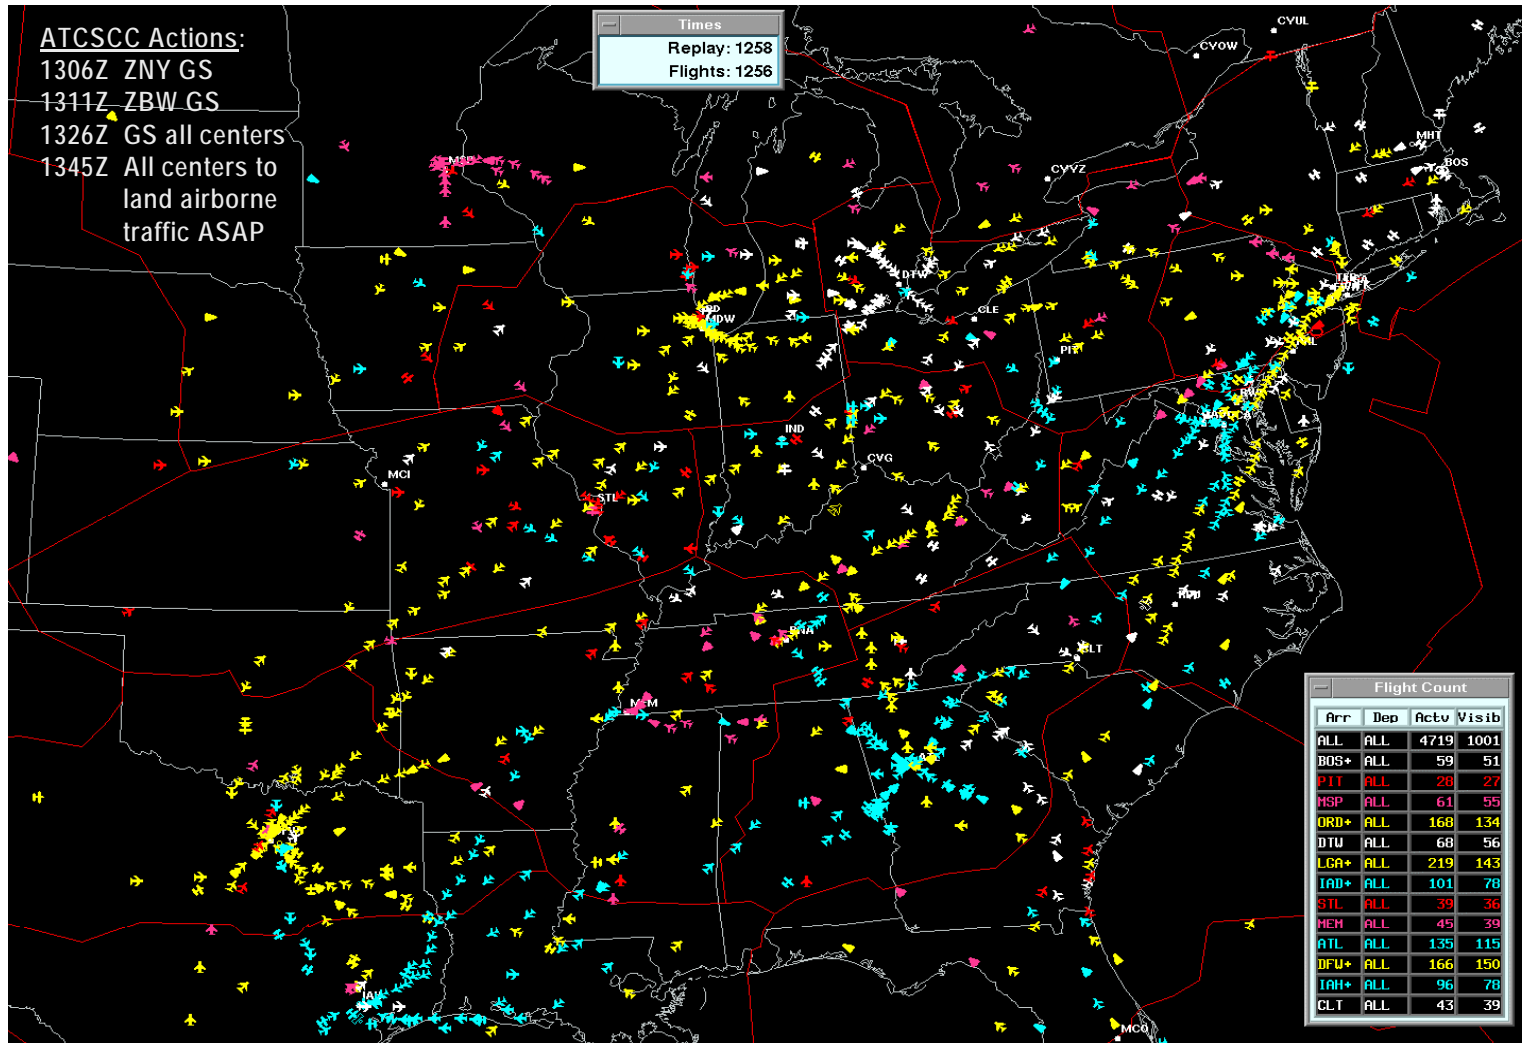 ATCSCC Actions:
1306Z ZNY GS
1311Z ZBW GS
1326Z GS all centers
1345Z All centers to
land airborne
traffic ASAP
Times
Replay: 1258
Flights: 1256
CYUL
CYOW
MHT
BOS
CYYZ
MSP
DTW
CLE
MDW
PIT
IND
CVG
MCI
STL
BNA
CLT
MEM
MCO
Flight Count
Arr Dep Actv Visib
ALL ALL 4719 1001
BOS+ ALL 59 51
PIT ALL 28 27
MSP ALL 61 55
ORD+ ALL 168 134
DTW ALL 68 56
LGA+ ALL 219 143
IAD+ ALL 101 78
STL ALL 39 36
MEM ALL 45 39
ATL ALL 135 115
DFW+ ALL 166 150
IAH+ ALL 96 78
CLT ALL 43 39